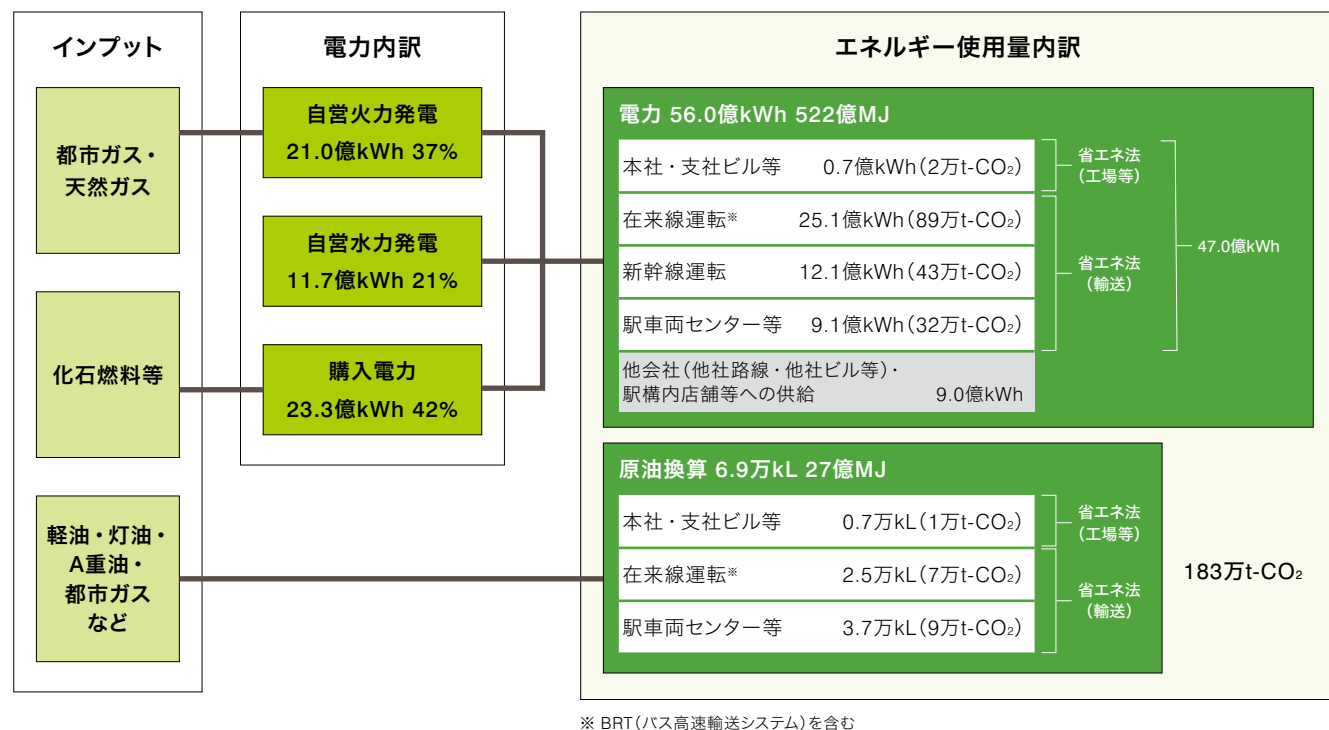 インプット
都市ガス・
天然ガス
化石燃料等
軽油・灯油・
A重油・
都市ガス
など
電力内訳
自営火力発電
21.0億kWh 37%
自営水力発電
11.7億kWh 21%
購入電力
23.3億kWh 42%
エネルギー使用量内訳
電力 56.0億kWh 522億MJ
本社・支社ビル等 0.7億kWh(2万t-CO₂)
在来線運転※ 25.1億kWh(89万t-CO₂)
新幹線運転 12.1億kWh(43万t-CO₂)
駅車両センター等 9.1億kWh(32万t-CO₂)
他会社(他社路線・他社ビル等)・
駅構内店舗等への供給 9.0億kWh
省エネ法
(工場等)
省エネ法
(輸送)
47.0億kWh
原油換算 6.9万kL 27億MJ
本社・支社ビル等 0.7万kL(1万t-CO₂)
在来線運転※ 2.5万kL(7万t-CO₂)
駅車両センター等 3.7万kL(9万t-CO₂)
省エネ法
(工場等)
省エネ法
(輸送)
183万t-CO₂
※ BRT(バス高速輸送システム)を含む